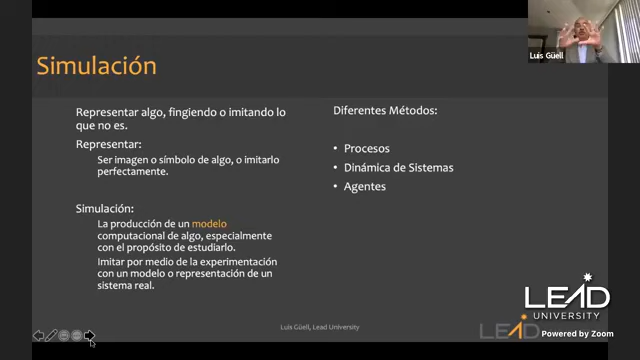 Luis Güell
Simulación
Representar algo, fingiendo o imitando lo
que no es.
Representar:
Ser imagen o símbolo de algo, o imitarlo
perfectamente.
Simulación:
La producción de un modelo
computacional de algo, especialmente
con el propósito de estudiarlo.
Imitar por medio de la experimentación
con un modelo o representación de un
sistema real.
Diferentes Métodos:
• Procesos
• Dinámica de Sistemas
• Agentes
Luis Güell, Lead University
LEAD
UNIVERSITY
LEAD
Powered by Zoom